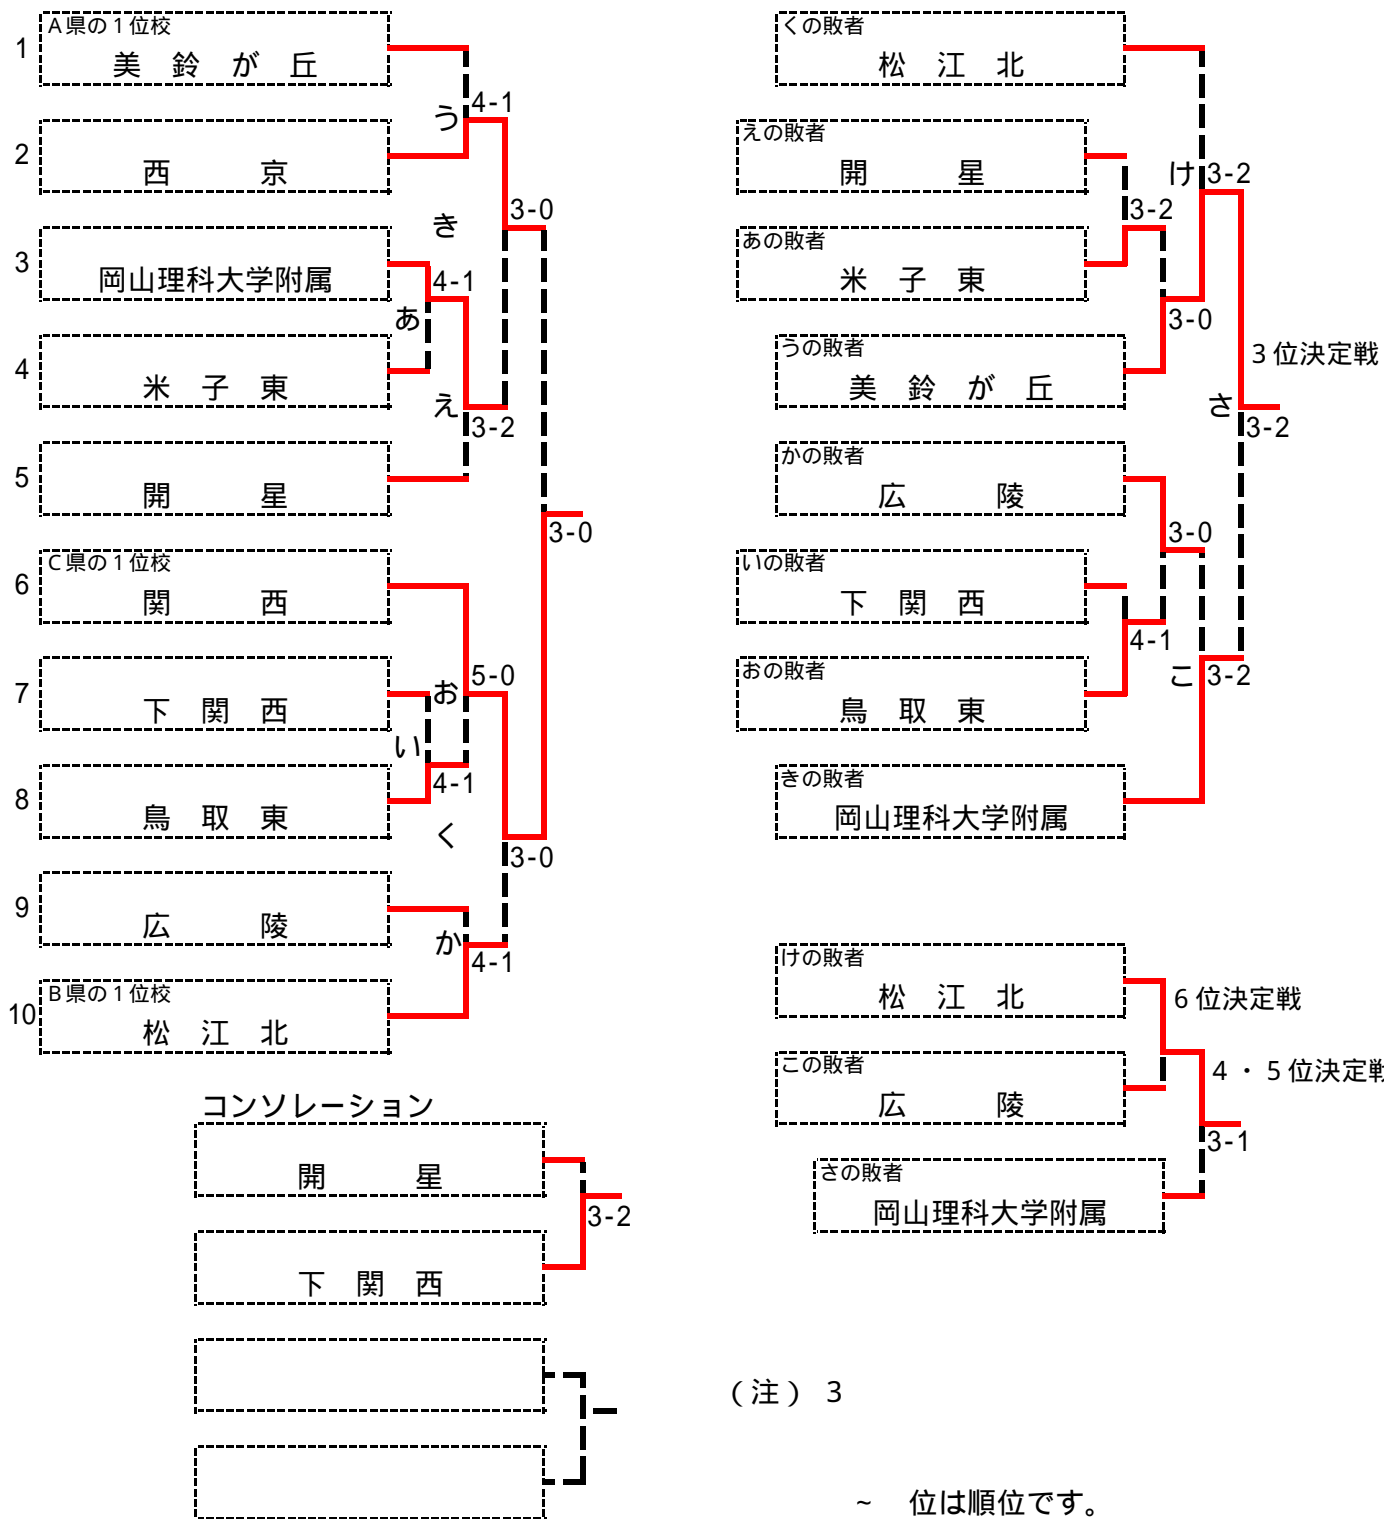 A県の1位校
1
美 鈴 が 丘
4-1
う
2
西 京
3-0
き
3
岡山理科大学附属
4-1
あ
4
米 子 東
え
3-2
5
開 星
3-0
C県の1位校
6
関 西
5-0
7
下 関 西
お
い
4-1
8
鳥 取 東
く
3-0
9
広 陵
か
4-1
B県の1位校
10
松 江 北
コンソレーション
開 星
3-2
下 関 西
くの敗者
松 江 北
えの敗者
開 星
け
3-2
3-2
あの敗者
米 子 東
3-0
うの敗者
美 鈴 が 丘
3位決定戦
さ
3-2
かの敗者
広 陵
3-0
いの敗者
下 関 西
4-1
おの敗者
鳥 取 東
こ
3-2
きの敗者
岡山理科大学附属
けの敗者
松 江 北
6位決定戦
この敗者
広 陵
4・5位決定戦
3-1
さの敗者
岡山理科大学附属
(注) 3
~ 位は順位です。